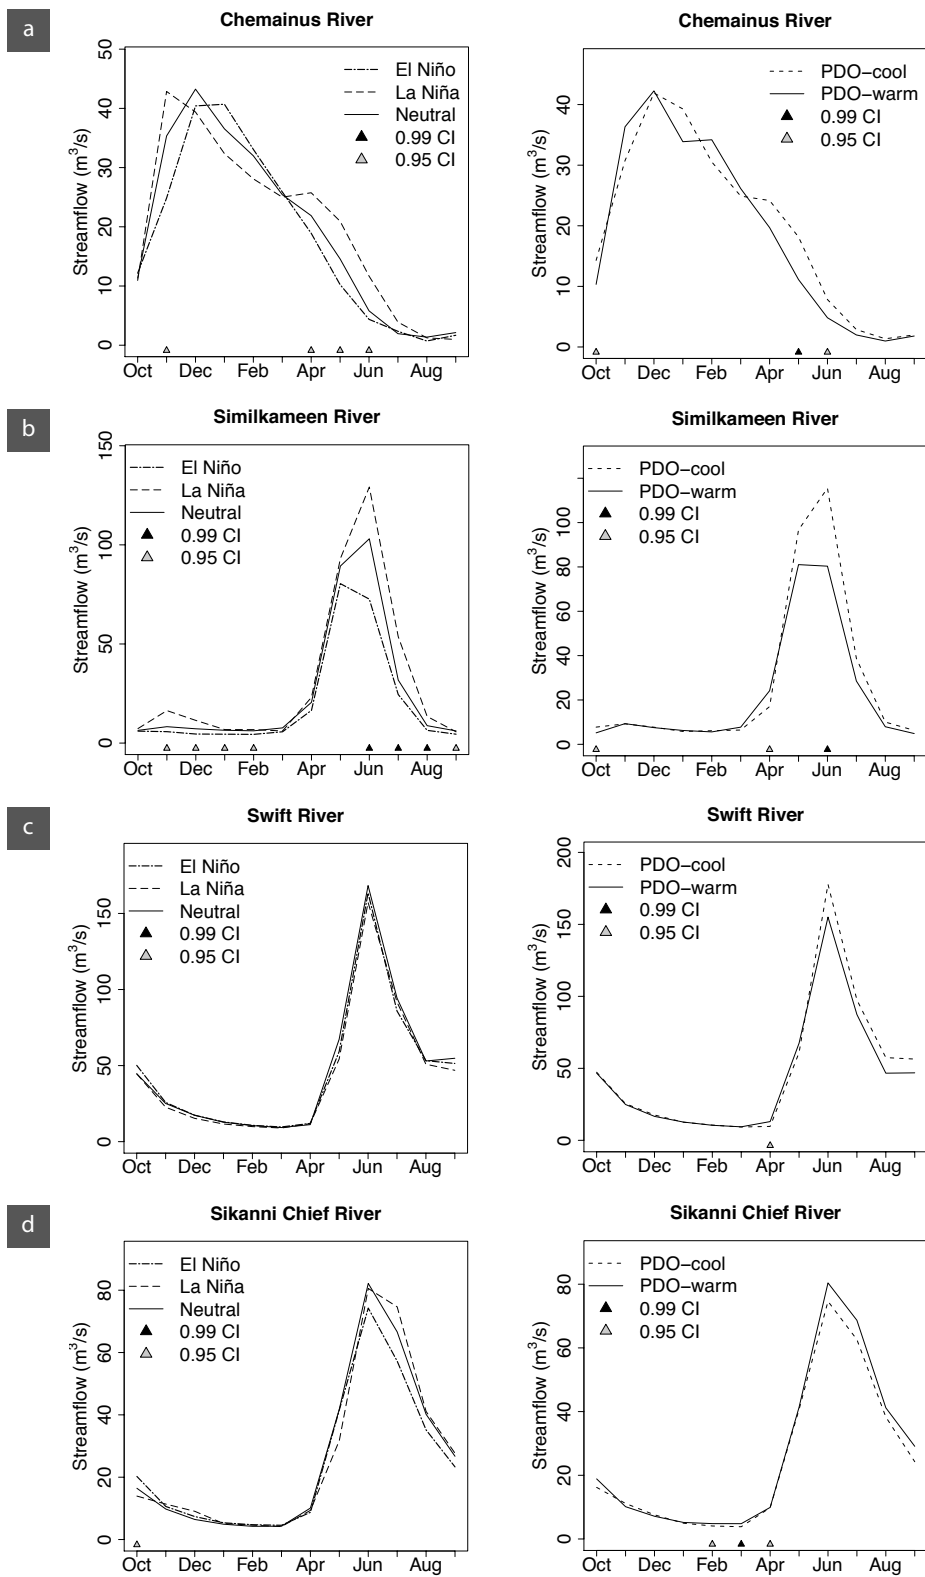 a
Chemainus River
Streamflow (m³/s)
0
10
20
30
40
50
El Niño
La Niña
Neutral
0.99 CI
0.95 CI
Oct Dec Feb Apr Jun Aug
Chemainus River
Streamflow (m³/s)
0
10
20
30
40
PDO−cool
PDO−warm
0.99 CI
0.95 CI
Oct Dec Feb Apr Jun Aug
b
Similkameen River
Streamflow (m³/s)
0
50
100
150
El Niño
La Niña
Neutral
0.99 CI
0.95 CI
Oct Dec Feb Apr Jun Aug
Similkameen River
Streamflow (m³/s)
0
20
40
60
80
100
PDO−cool
PDO−warm
0.99 CI
0.95 CI
Oct Dec Feb Apr Jun Aug
c
Swift River
Streamflow (m³/s)
0
50
100
150
El Niño
La Niña
Neutral
0.99 CI
0.95 CI
Oct Dec Feb Apr Jun Aug
Swift River
Streamflow (m³/s)
0
50
100
150
200
PDO−cool
PDO−warm
0.99 CI
0.95 CI
Oct Dec Feb Apr Jun Aug
d
Sikanni Chief River
Streamflow (m³/s)
0
20
40
60
80
El Niño
La Niña
Neutral
0.99 CI
0.95 CI
Oct Dec Feb Apr Jun Aug
Sikanni Chief River
Streamflow (m³/s)
0
20
40
60
80
PDO−cool
PDO−warm
0.99 CI
0.95 CI
Oct Dec Feb Apr Jun Aug